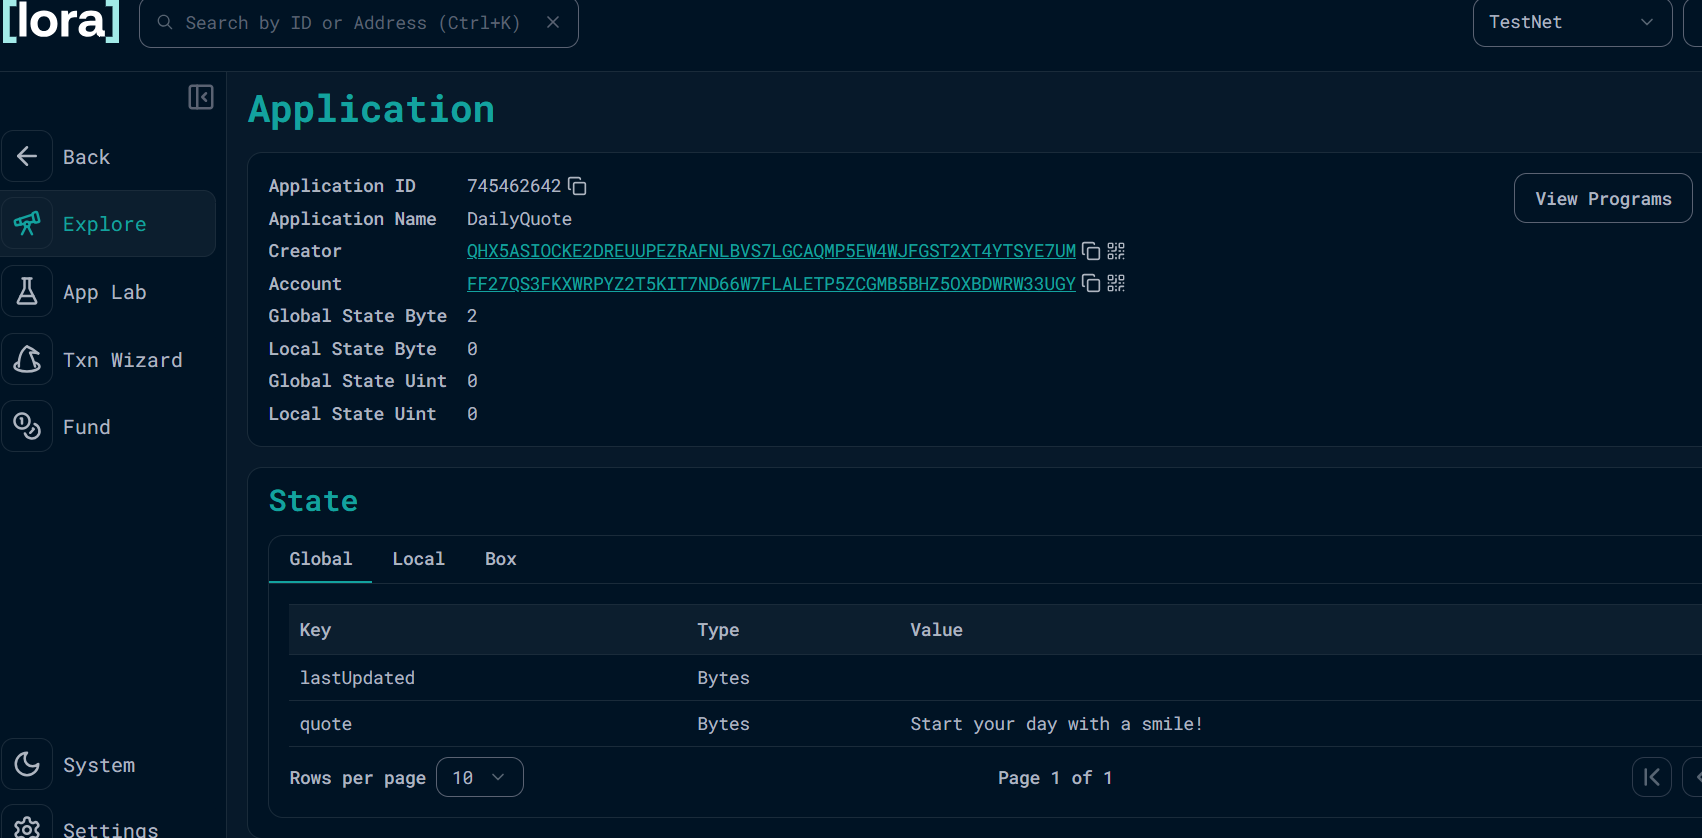 [lora]
Search by ID or Address (Ctrl+K)
TestNet
Application
Back
Explore
App Lab
Txn Wizard
Fund
Application ID 745462642
View Programs
Application Name DailyQuote
Creator QHX5ASIOCKE2DREUUPEZRAFNLBVS7LGCAQMP5EW4WJFGST2XT4YTSYE7UM
Account FF27QS3FKXWRPYZ2T5KIT7ND66W7FLALETP5ZCGMB5BHZ5OXBDWRW33UGY
Global State Byte 2
Local State Byte 0
Global State Uint 0
Local State Uint 0
State
Global Local Box
Key Type Value
lastUpdated Bytes
quote Bytes Start your day with a smile!
Rows per page 10 Page 1 of 1
System
Settings